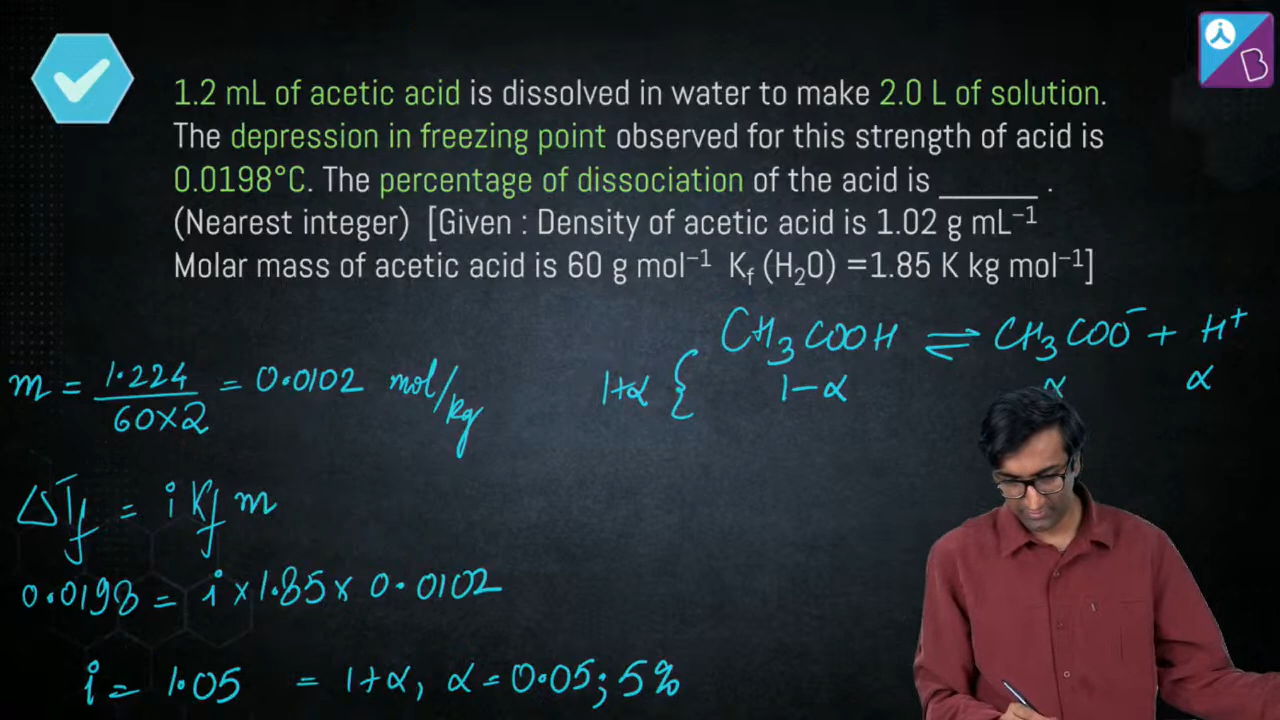 1.2 mL of acetic acid is dissolved in water to make 2.0 L of solution.
The depression in freezing point observed for this strength of acid is
0.0198°C. The percentage of dissociation of the acid is ______ .
(Nearest integer) [Given : Density of acetic acid is 1.02 g mL⁻¹
Molar mass of acetic acid is 60 g mol⁻¹ K_f (H₂O) =1.85 K kg mol⁻¹]
CH₃COOH ⇌ CH₃COO⁻ + H⁺
1+α { 1-α α α
m = 1.224 / 60×2 = 0.0102 mol/kg
ΔT_f = i K_f m
0.0198 = i × 1.85 × 0.0102
i = 1.05 = 1+α, α = 0.05; 5%
B